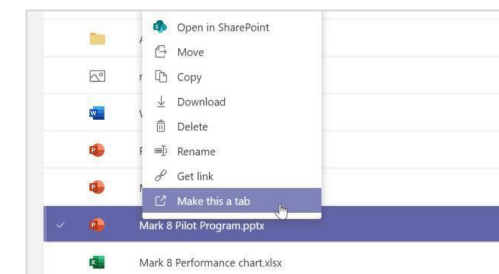 Open in SharePoint
Move
Copy
Download
Delete
Rename
Get link
Make this a tab
Mark 8 Pilot Program.pptx
Mark 8 Performance chart.xlsx